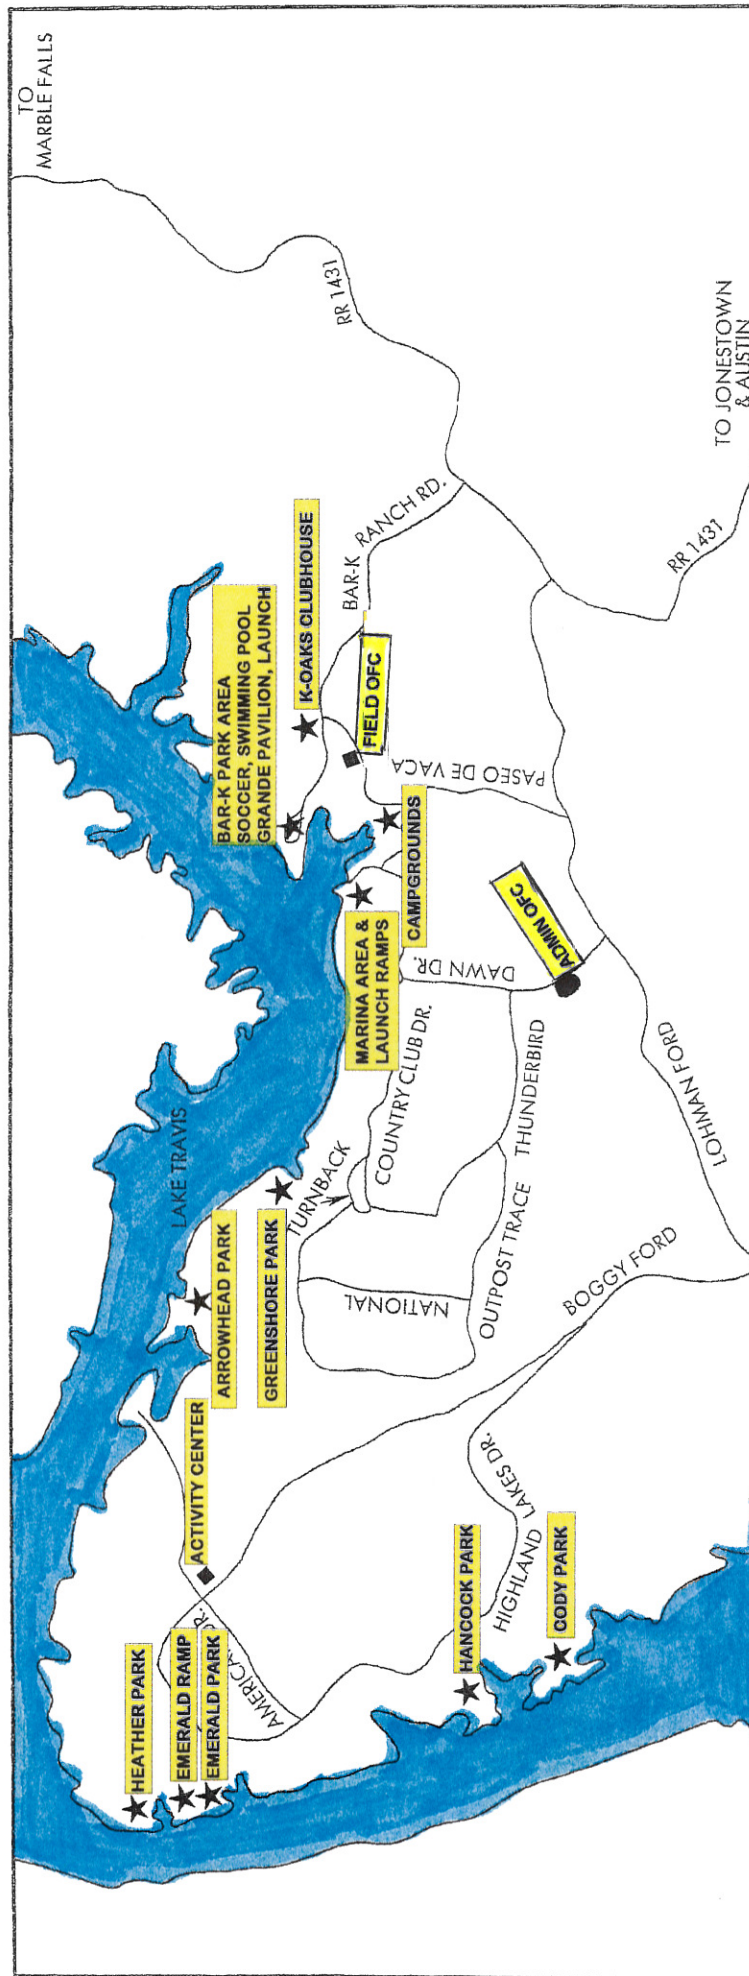 TO
MARBLE FALLS
RR 1431
TO JONESTOWN
& AUSTIN
RR 1431
BAR-K RANCH RD.
K-OAKS CLUBHOUSE
BAR-K PARK AREA
SOCCER, SWIMMING POOL
GRANDE PAVILION, LAUNCH
FIELD OFC
PASEO DE VACA
CAMPGROUNDS
MARINA AREA &
LAUNCH RAMPS
ADMIN OFC
DAWN DR.
COUNTRY CLUB DR.
THUNDERBIRD
LOHMAN FORD
LAKE TRAVIS
TURNBACK
GREENSHORE PARK
ARROWHEAD PARK
NATIONAL
OUTPOST TRACE
BOGGY FORD
ACTIVITY CENTER
HIGHLAND LAKES DR.
AMERICA DR.
HANCOCK PARK
CODY PARK
HEATHER PARK
EMERALD RAMP
EMERALD PARK